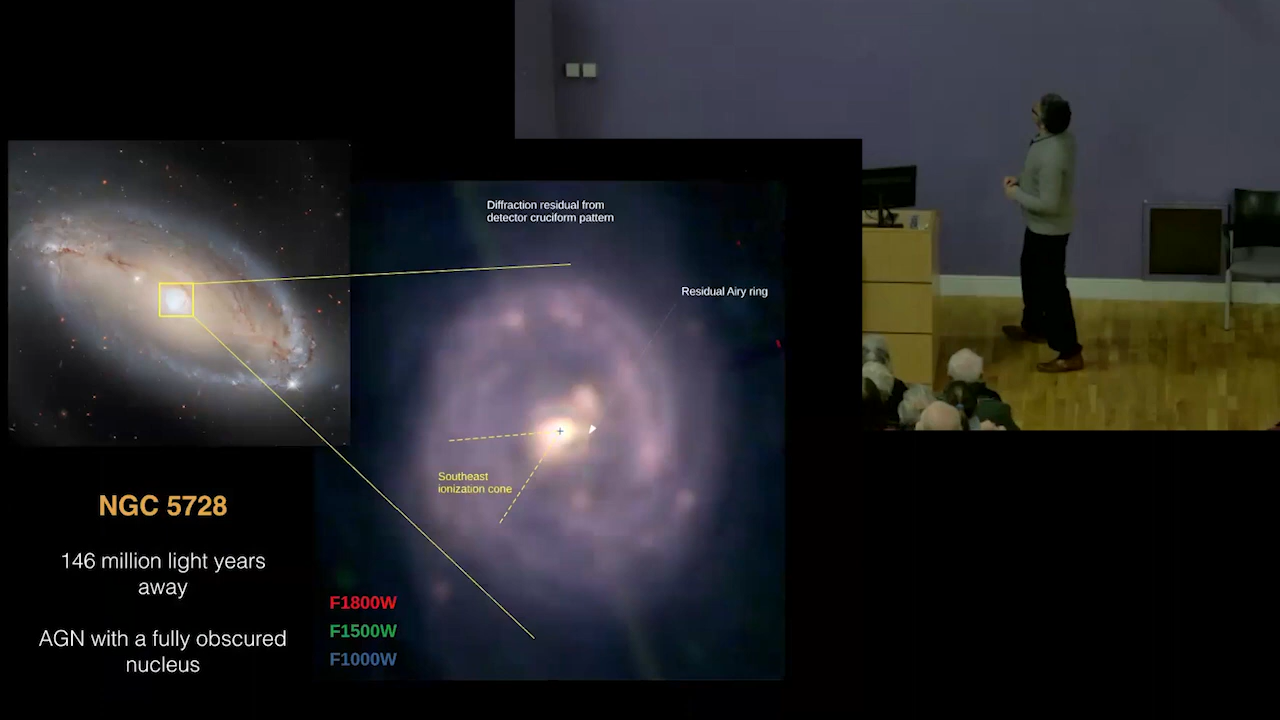 Diffraction residual from
detector cruciform pattern
Residual Airy ring
Southeast
ionization cone
NGC 5728
146 million light years
away
AGN with a fully obscured
nucleus
F1800W
F1500W
F1000W